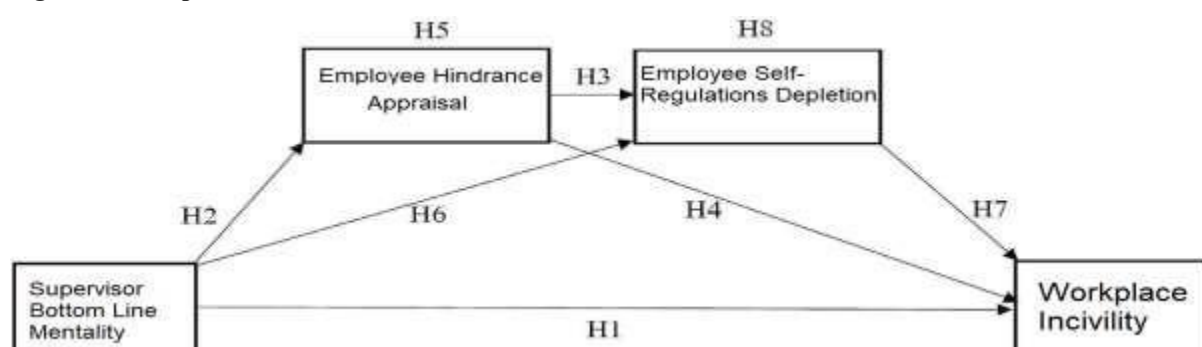 H5
H8
Employee Hindrance
Appraisal
H3
Employee Self-
Regulations Depletion
H2
H6
H4
H7
Supervisor
Bottom Line
Mentality
H1
Workplace
Incivility